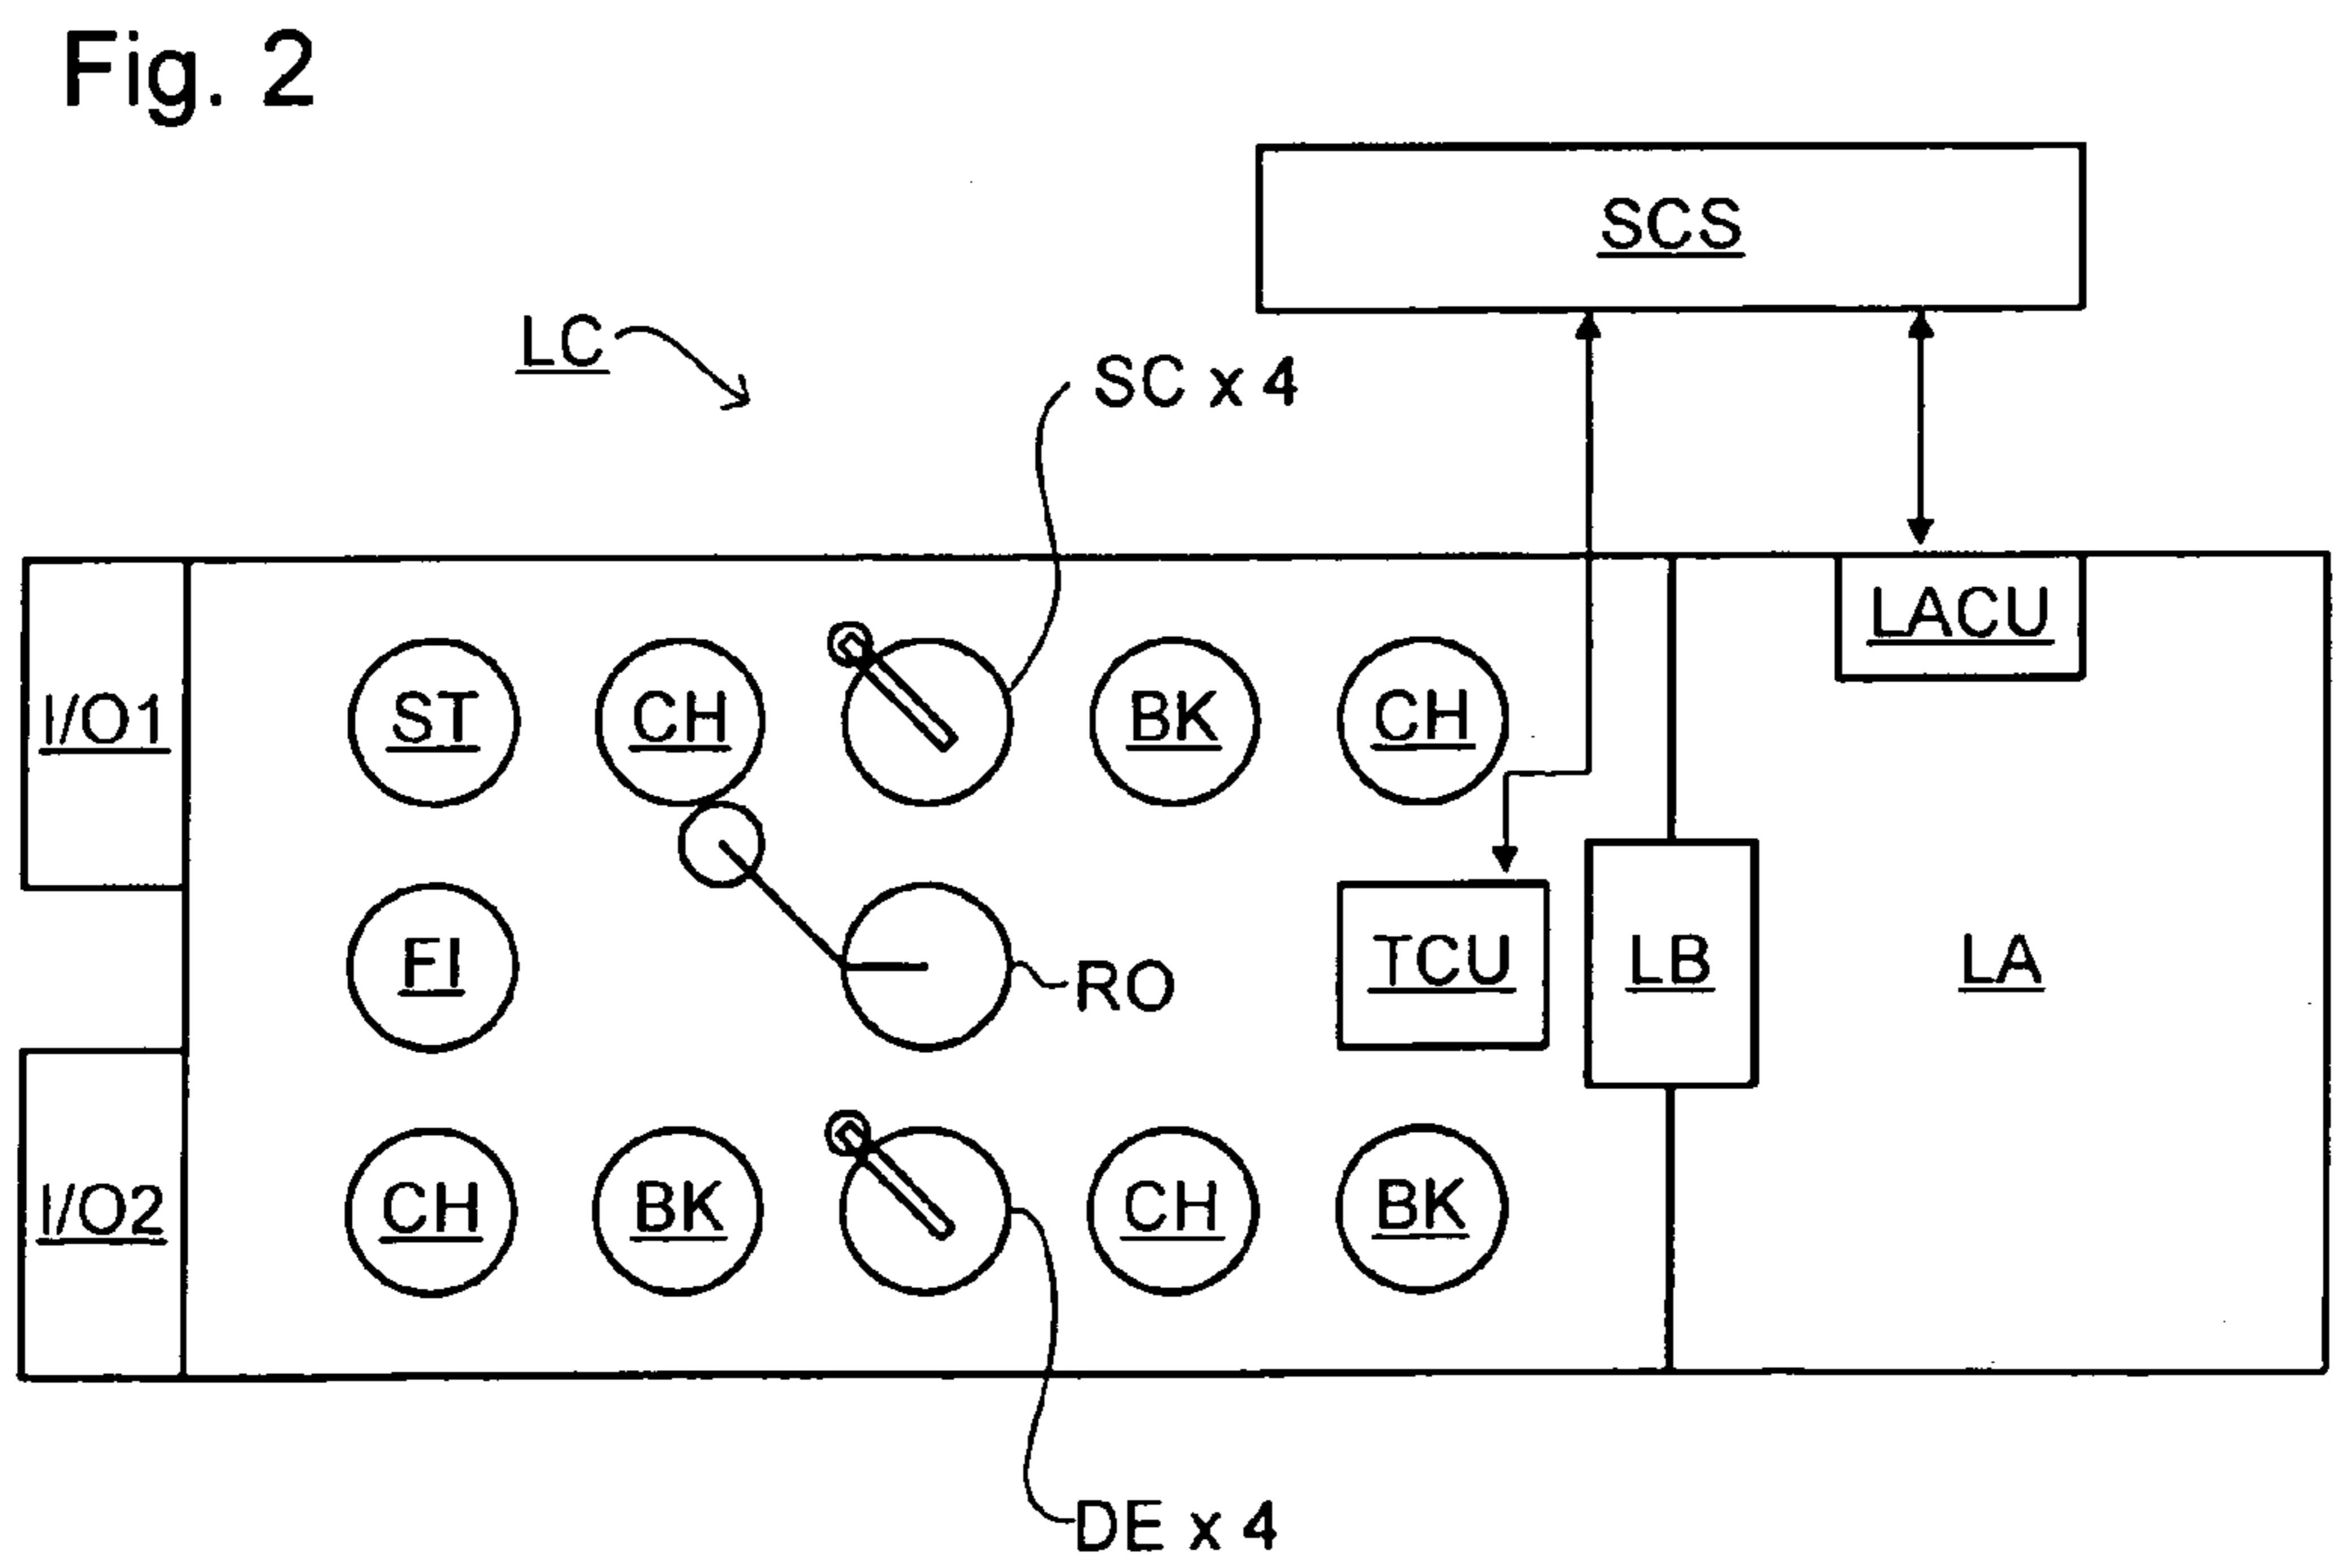 Fig. 2
SCS
LC
SC x 4
LACU
I/O1
ST
CH
BK
CH
FI
RO
TCU
LB
LA
I/O2
CH
BK
CH
BK
DE x 4